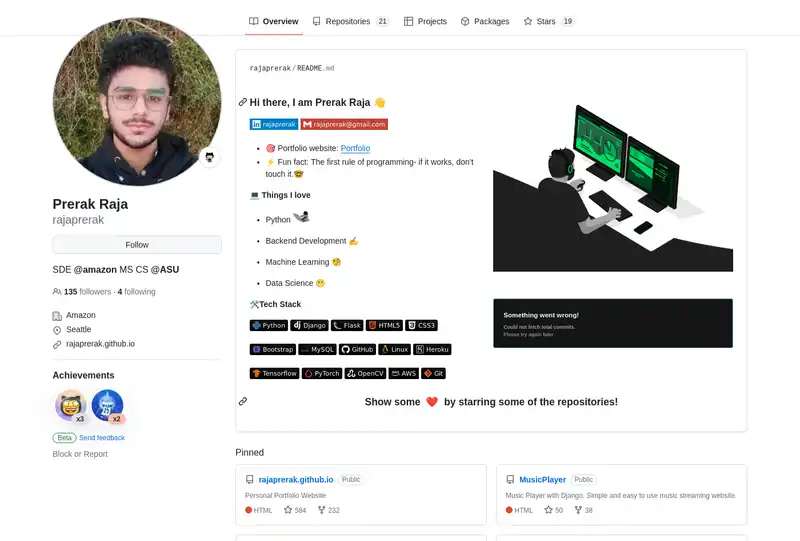 Overview Repositories 21 Projects Packages Stars 19
Prerak Raja
rajaprerak
Follow
SDE @amazon MS CS @ASU
135 followers · 4 following
Amazon
Seattle
rajaprerak.github.io
Achievements
x3 x2
Beta Send feedback
Block or Report
rajaprerak / README.md
Hi there, I am Prerak Raja 👋
in rajaprerak rajaprerak@gmail.com
🎯 Portfolio website: Portfolio
⚡ Fun fact: The first rule of programming- if it works, don't
touch it.🤓
💻 Things I love
Python
Backend Development ✍
Machine Learning 🧐
Data Science 😬
🛠Tech Stack
Python dj Django Flask HTML5 CSS3
Bootstrap MySQL GitHub Linux Heroku
Tensorflow PyTorch OpenCV AWS Git
Something went wrong!
Could not fetch total commits.
Please try again later
Show some ❤️ by starring some of the repositories!
Pinned
rajaprerak.github.io Public
Personal Portfolio Website
HTML 584 232
MusicPlayer Public
Music Player with Django. Simple and easy to use music streaming website.
HTML 50 38